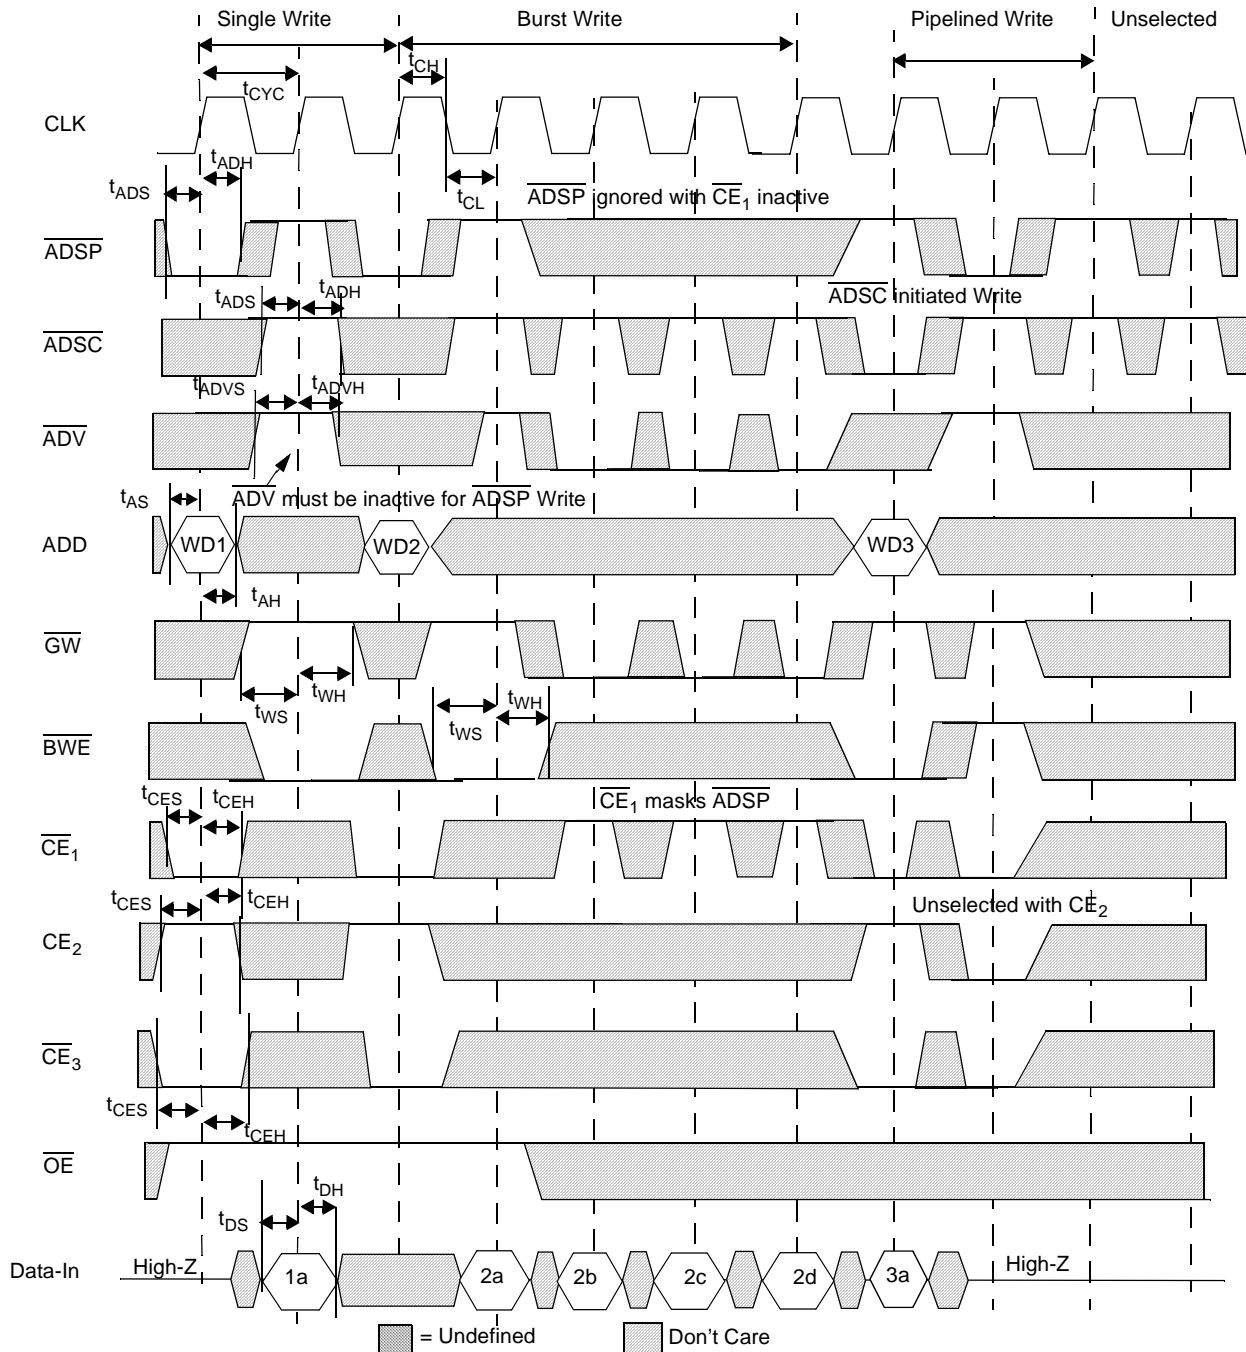 Single Write Burst Write Pipelined Write Unselected
tCH
tCYC
CLK
tADH
tADS
tCL
ADSP ignored with CE1 inactive
ADSP
tADS tADH
ADSC initiated Write
ADSC
tADVS tADVH
ADV
tAS
ADV must be inactive for ADSP Write
ADD WD1 WD2 WD3
tAH
GW
tWH
tWS
tWH
tWS
BWE
tCES tCEH
CE1 masks ADSP
CE1
tCES tCEH
Unselected with CE2
CE2
CE3
tCES
tCEH
OE
tDH
tDS
Data-In High-Z 1a 2a 2b 2c 2d 3a High-Z
= Undefined Don't Care